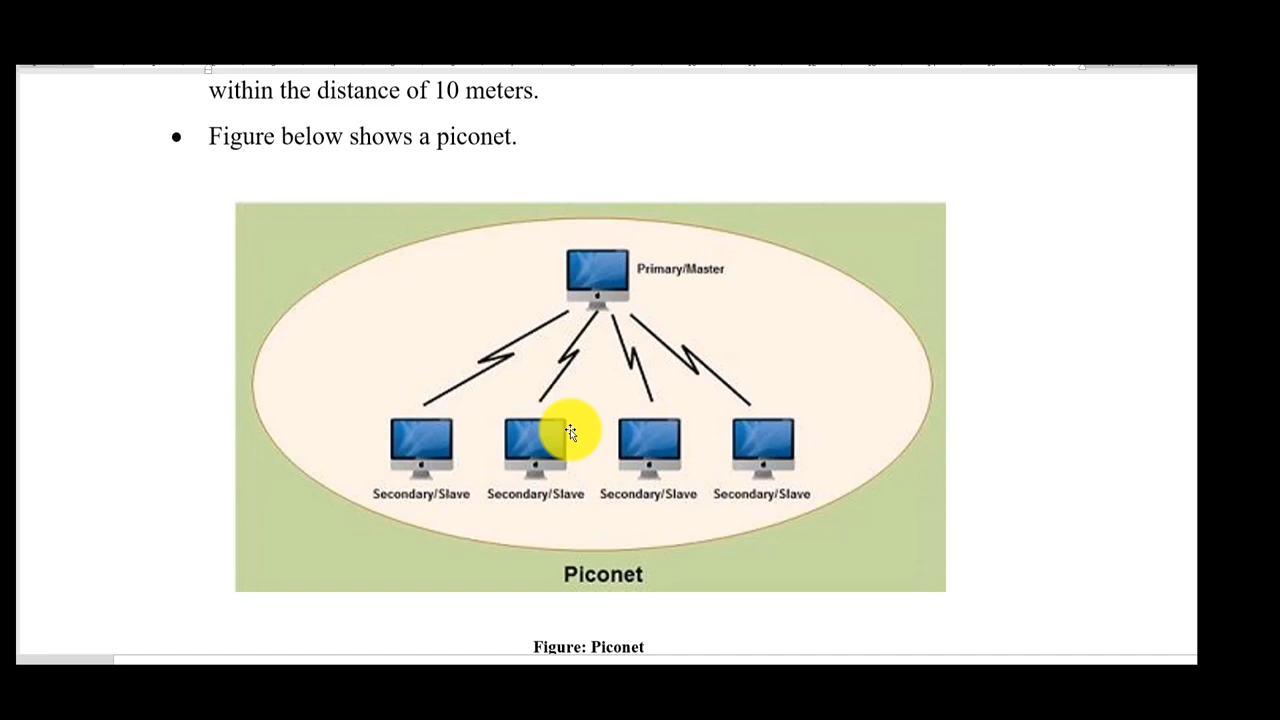 within the distance of 10 meters.
• Figure below shows a piconet.
Primary/Master
Secondary/Slave Secondary/Slave Secondary/Slave Secondary/Slave
Piconet
Figure: Piconet